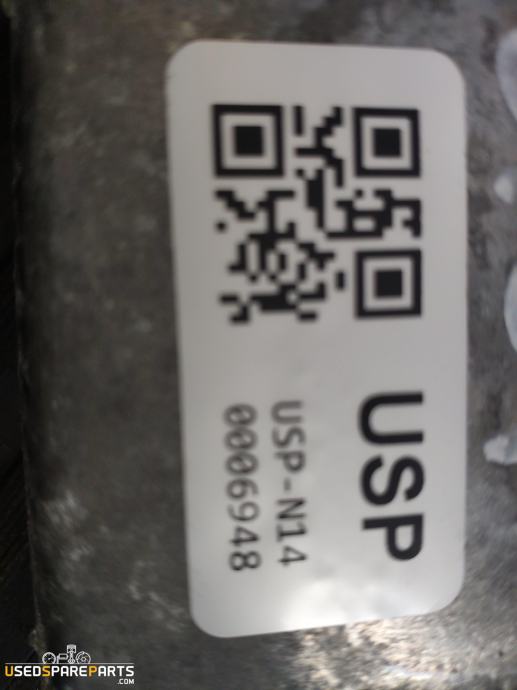 USP
USP-N14
0006948
USEDSPAREPARTS
.COM